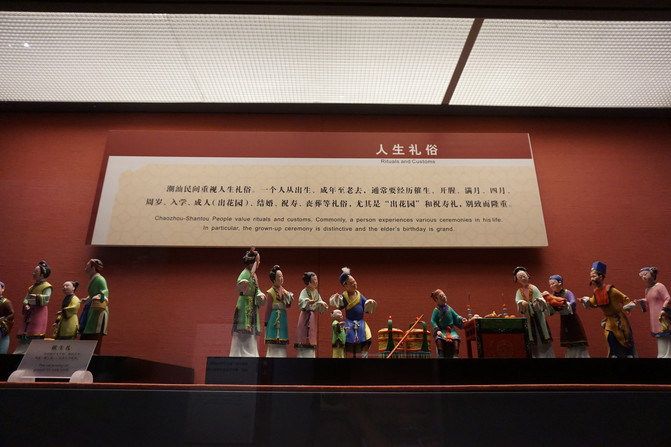 人生礼俗
Rituals and Customs
潮汕民间重视人生礼俗。一个人从出生、成年至老去，通常要经历催生、开腥、满月、四月、
周岁、入学、成人（出花园）、结婚、祝寿、丧葬等礼俗，尤其是“出花园”和祝寿礼，别致而隆重。
Chaozhou-Shantou People value rituals and customs. Commonly, a person experiences various ceremonies in his life.
In particular, the grown-up ceremony is distinctive and the elder's birthday is grand.